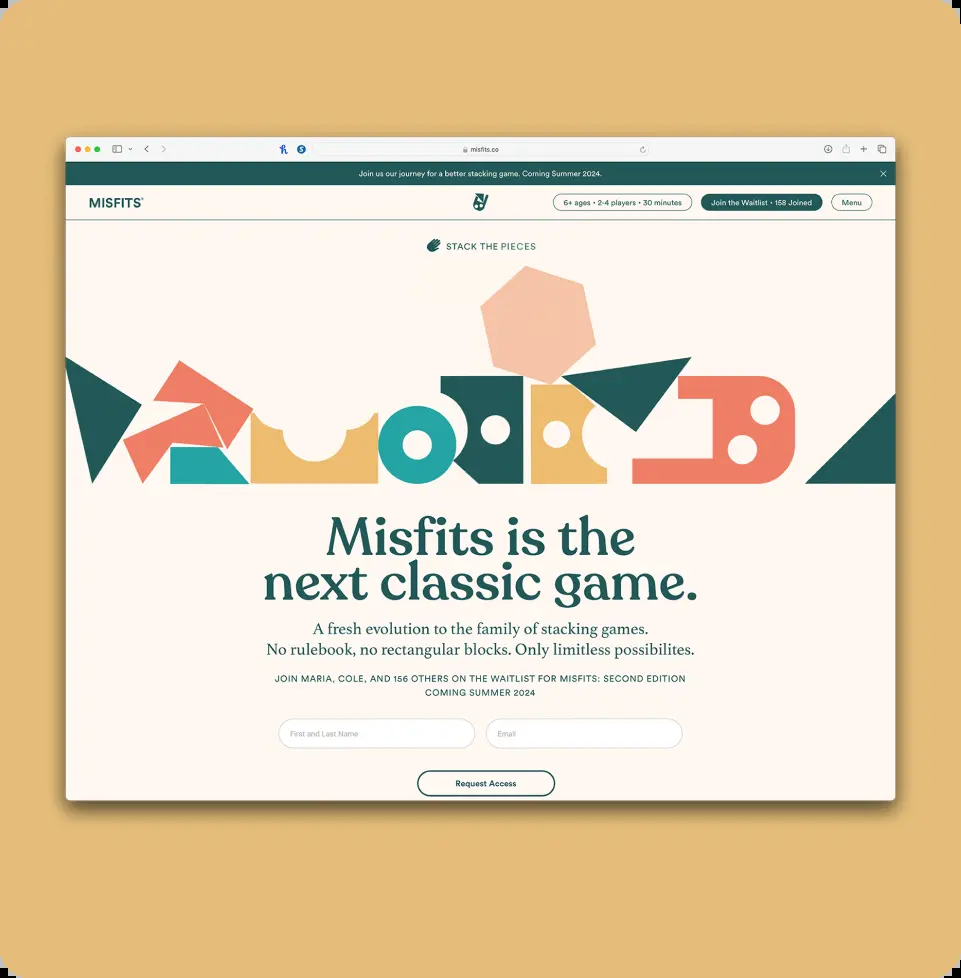 misfits.co
Join us our journey for a better stacking game. Coming Summer 2024.
MISFITS®
6+ ages • 2-4 players • 30 minutes
Join the Waitlist • 158 Joined
Menu
STACK THE PIECES
Misfits is the
next classic game.
A fresh evolution to the family of stacking games.
No rulebook, no rectangular blocks. Only limitless possibilites.
JOIN MARIA, COLE, AND 156 OTHERS ON THE WAITLIST FOR MISFITS: SECOND EDITION
COMING SUMMER 2024
First and Last Name
Email
Request Access